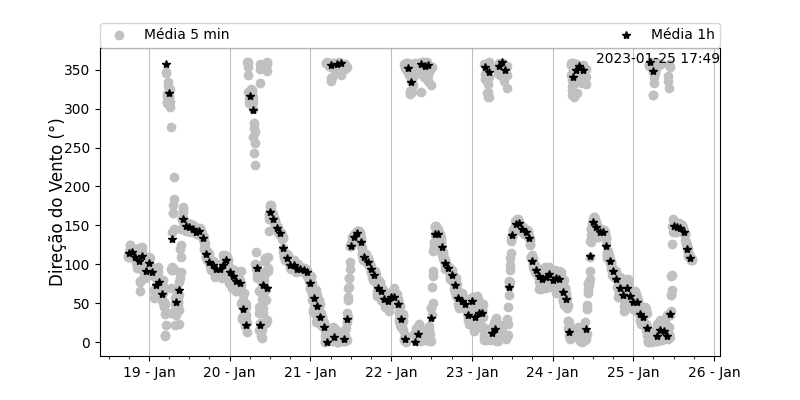 Média 5 min
Média 1h
2023-01-25 17:49
Direção do Vento (°)
350
300
250
200
150
100
50
0
19 - Jan
20 - Jan
21 - Jan
22 - Jan
23 - Jan
24 - Jan
25 - Jan
26 - Jan